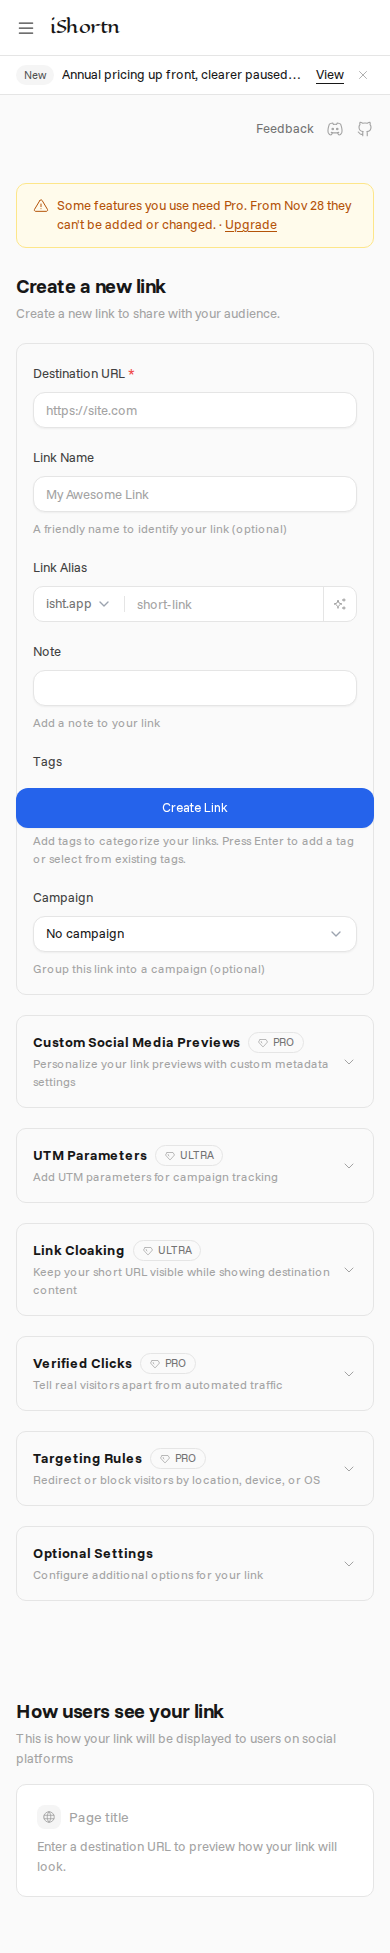 iShortn
New Annual pricing up front, clearer paused... View
Feedback
Some features you use need Pro. From Nov 28 they
can't be added or changed. · Upgrade
Create a new link
Create a new link to share with your audience.
Destination URL *
https://site.com
Link Name
My Awesome Link
A friendly name to identify your link (optional)
Link Alias
isht.app short-link
Note
Add a note to your link
Tags
Create Link
Add tags to categorize your links. Press Enter to add a tag
or select from existing tags.
Campaign
No campaign
Group this link into a campaign (optional)
Custom Social Media Previews PRO
Personalize your link previews with custom metadata
settings
UTM Parameters ULTRA
Add UTM parameters for campaign tracking
Link Cloaking ULTRA
Keep your short URL visible while showing destination
content
Verified Clicks PRO
Tell real visitors apart from automated traffic
Targeting Rules PRO
Redirect or block visitors by location, device, or OS
Optional Settings
Configure additional options for your link
How users see your link
This is how your link will be displayed to users on social
platforms
Page title
Enter a destination URL to preview how your link will
look.